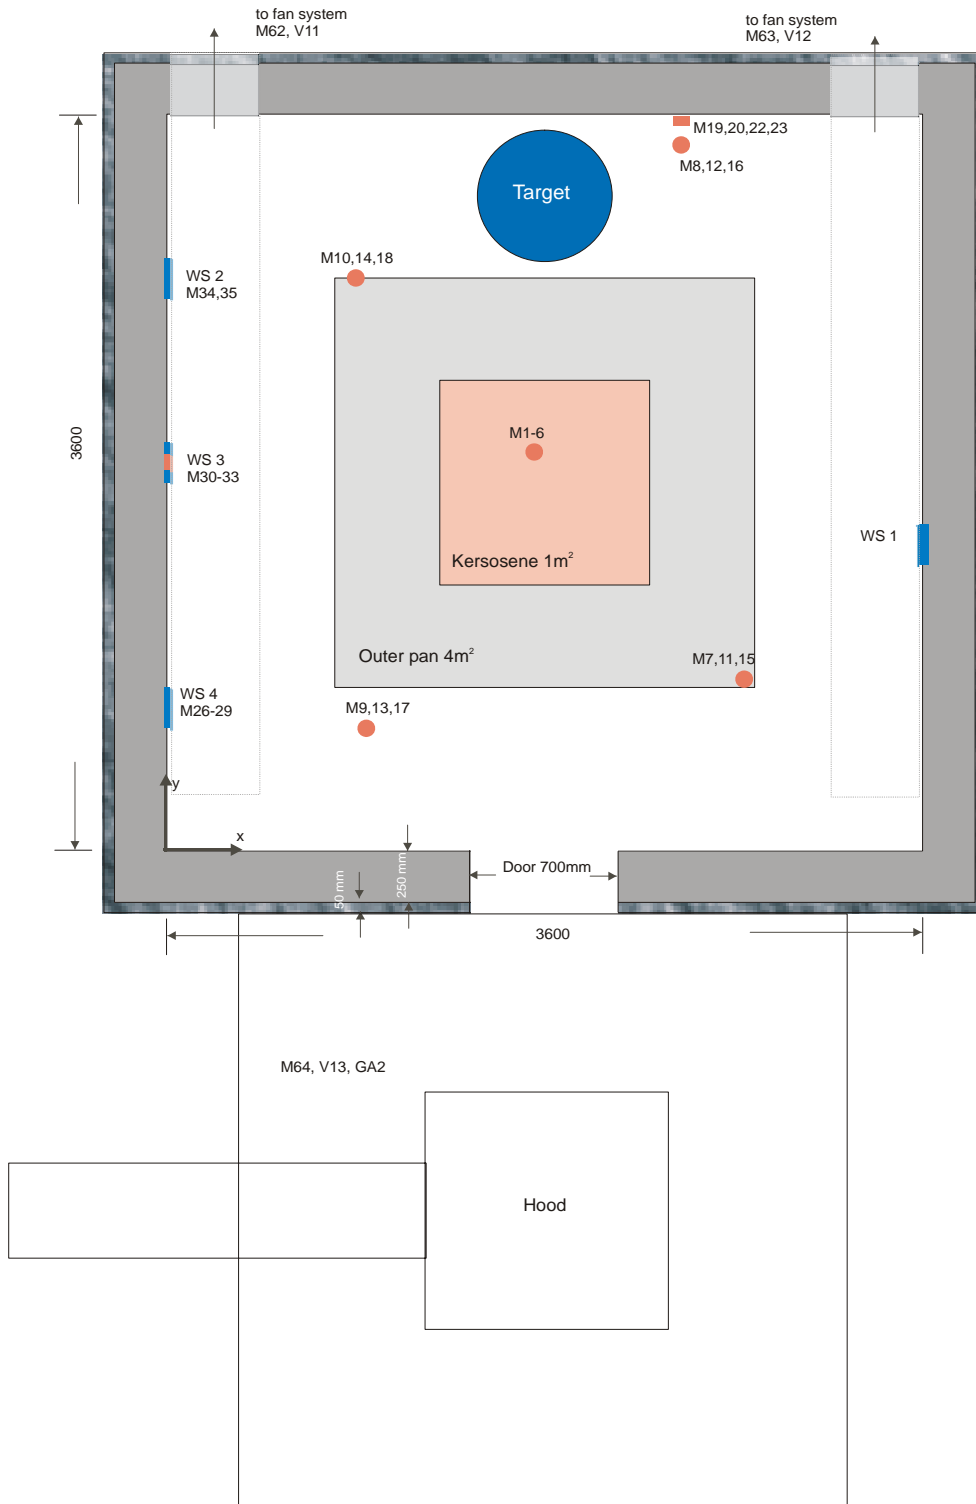 to fan system
M62, V11
to fan system
M63, V12
M19,20,22,23
M8,12,16
Target
M10,14,18
WS 2
M34,35
3600
M1-6
WS 3
M30-33
WS 1
Kersosene 1m²
Outer pan 4m²
M7,11,15
WS 4
M26-29
M9,13,17
y
x
50 mm
250 mm
Door 700mm
3600
M64, V13, GA2
Hood